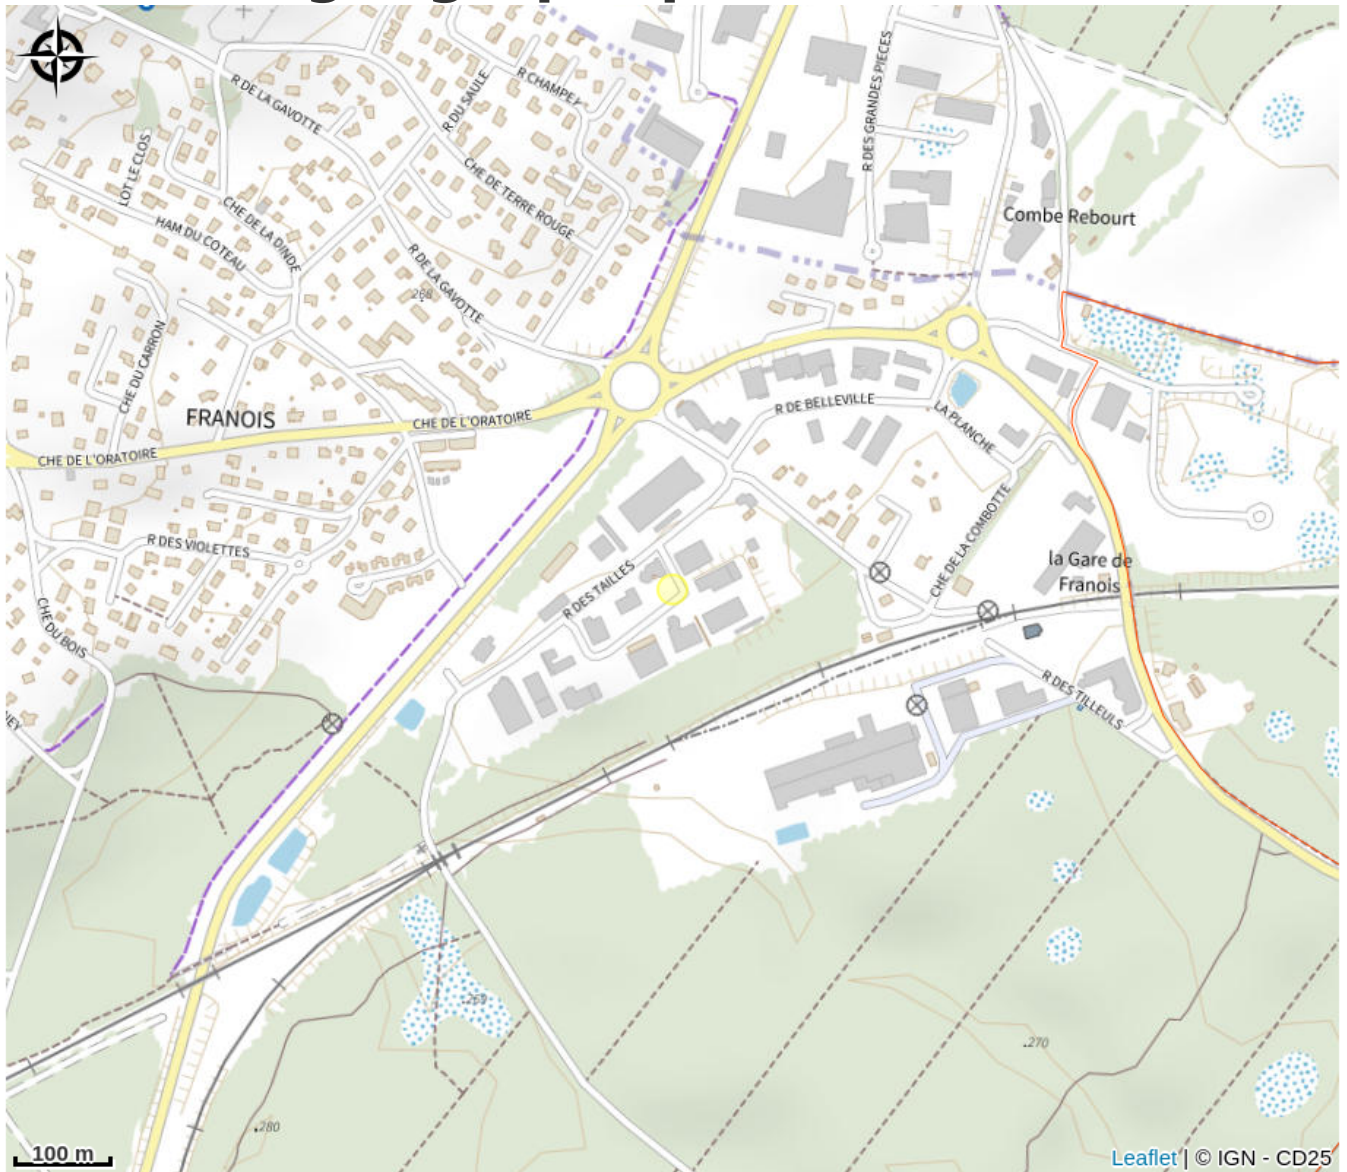 R DE LA GAVOTTE
R DU SAULE
R CHAMPEY
R DES GRANDES PIECES
LOT LE CLOS
CHE DE TERRE ROUGE
CHE DE LA DINDE
HAM DU COTEAU
Combe Rebourt
R DE LA GAVOTTE
268
CHE DU CARRON
FRANOIS
CHE DE L'ORATOIRE
CHE DE L'ORATOIRE
R DE BELLEVILLE
LA PLANCHE
R DES VIOLETTES
CHE DE LA COMBOTTE
la Gare de
Franois
R DES TAILLES
CHE DU BOIS
R DES TILLEULS
269
270
280
100 m
Leaflet | © IGN - CD25